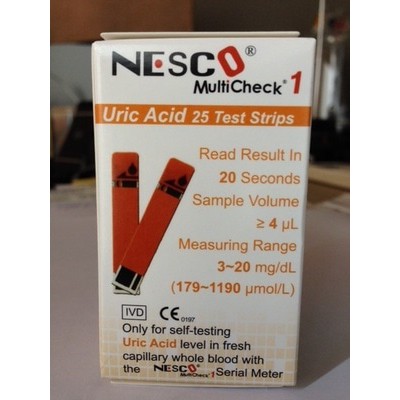 NESCO®
MultiCheck® 1
Uric Acid 25 Test Strips
Read Result In
20 Seconds
Sample Volume
≥ 4 µL
Measuring Range
3~20 mg/dL
(179~1190 µmol/L)
IVD CE 0197
Only for self-testing
Uric Acid level in fresh
capillary whole blood with
the NESCO MultiCheck®1 Serial Meter